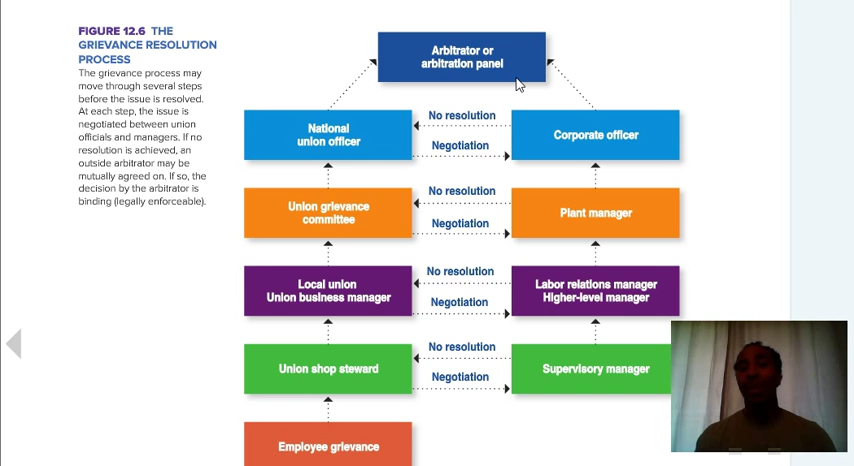 FIGURE 12.6 THE
GRIEVANCE RESOLUTION
PROCESS
The grievance process may
move through several steps
before the issue is resolved.
At each step, the issue is
negotiated between union
officials and managers. If no
resolution is achieved, an
outside arbitrator may be
mutually agreed on. If so, the
decision by the arbitrator is
binding (legally enforceable).
Arbitrator or
arbitration panel
National
union officer
No resolution
Negotiation
Corporate officer
Union grievance
committee
No resolution
Negotiation
Plant manager
Local union
Union business manager
No resolution
Negotiation
Labor relations manager
Higher-level manager
Union shop steward
No resolution
Negotiation
Supervisory manager
Employee grievance